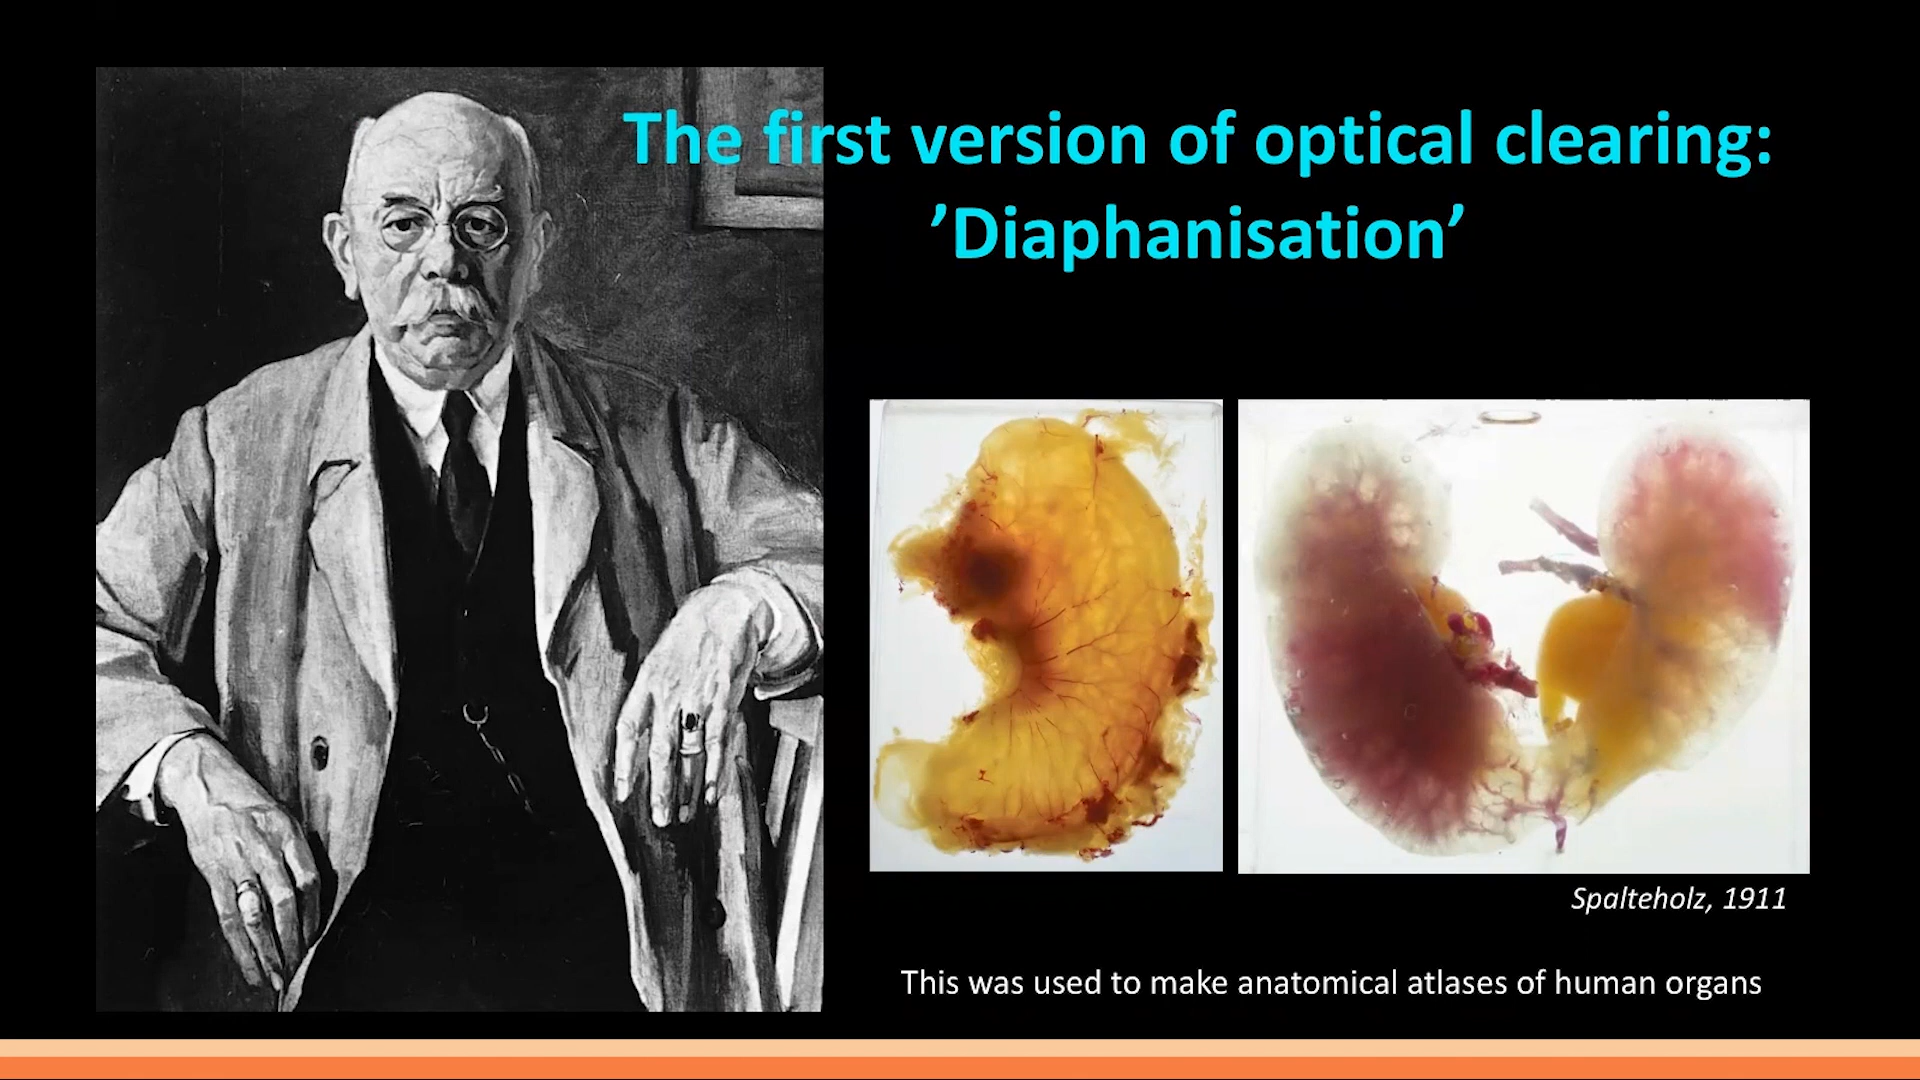 The first version of optical clearing:
’Diaphanisation’
Spalteholz, 1911
This was used to make anatomical atlases of human organs